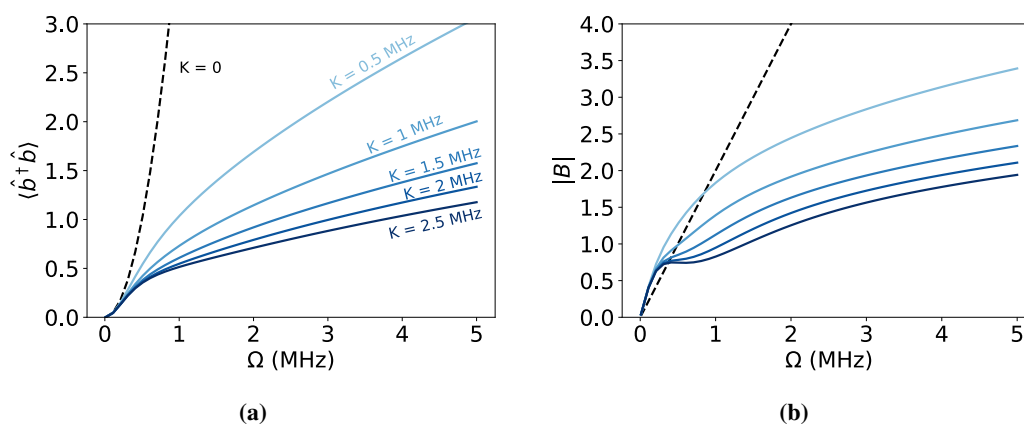 3.0
2.5
2.0
1.5
1.0
0.5
0.0
⟨b̂†b̂⟩
K = 0
K = 0.5 MHz
K = 1 MHz
K = 1.5 MHz
K = 2 MHz
K = 2.5 MHz
0 1 2 3 4 5
Ω (MHz)
(a)
4.0
3.5
3.0
2.5
2.0
1.5
1.0
0.5
0.0
|B|
0 1 2 3 4 5
Ω (MHz)
(b)